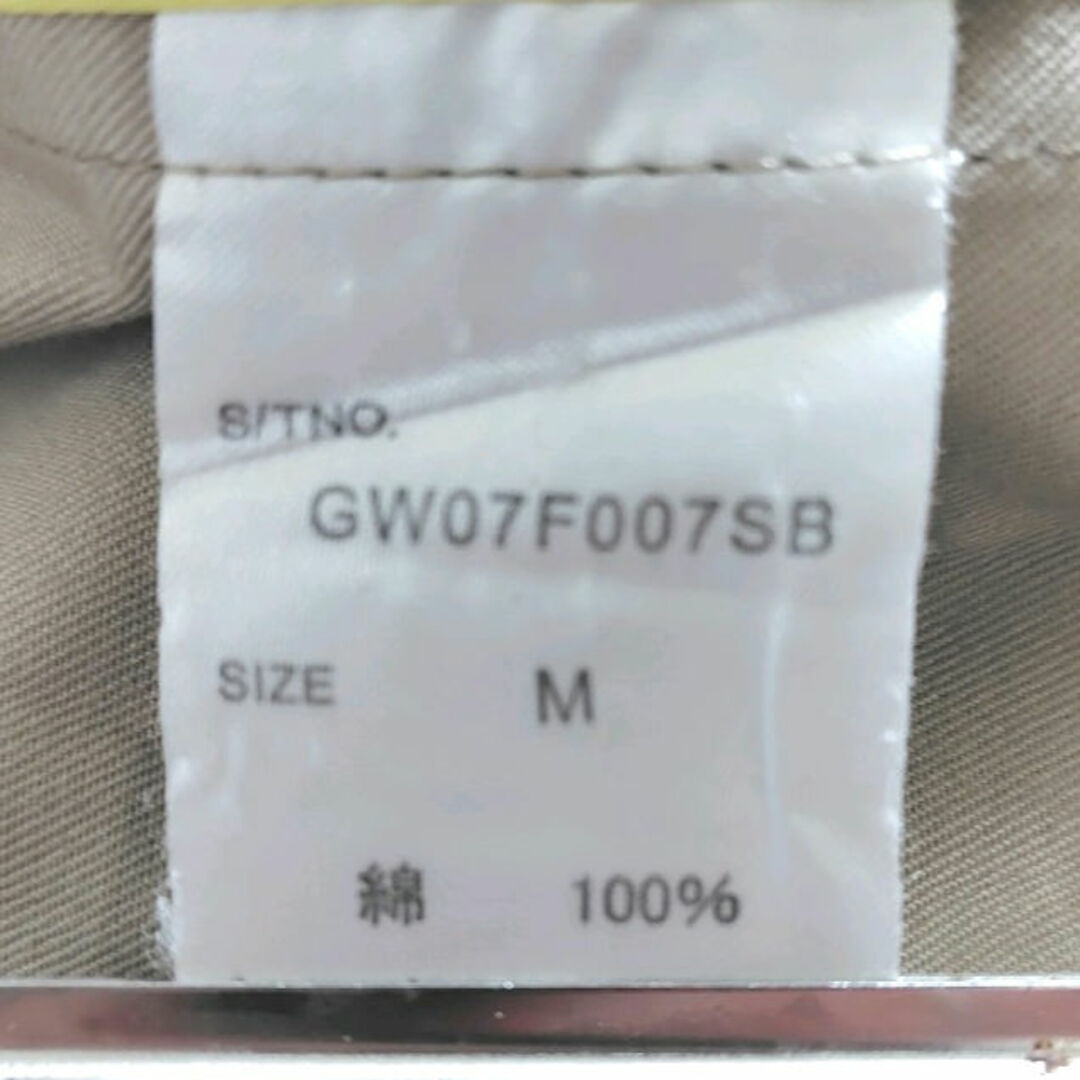 S/TNO.
GW07F007SB
SIZE M
綿 100%